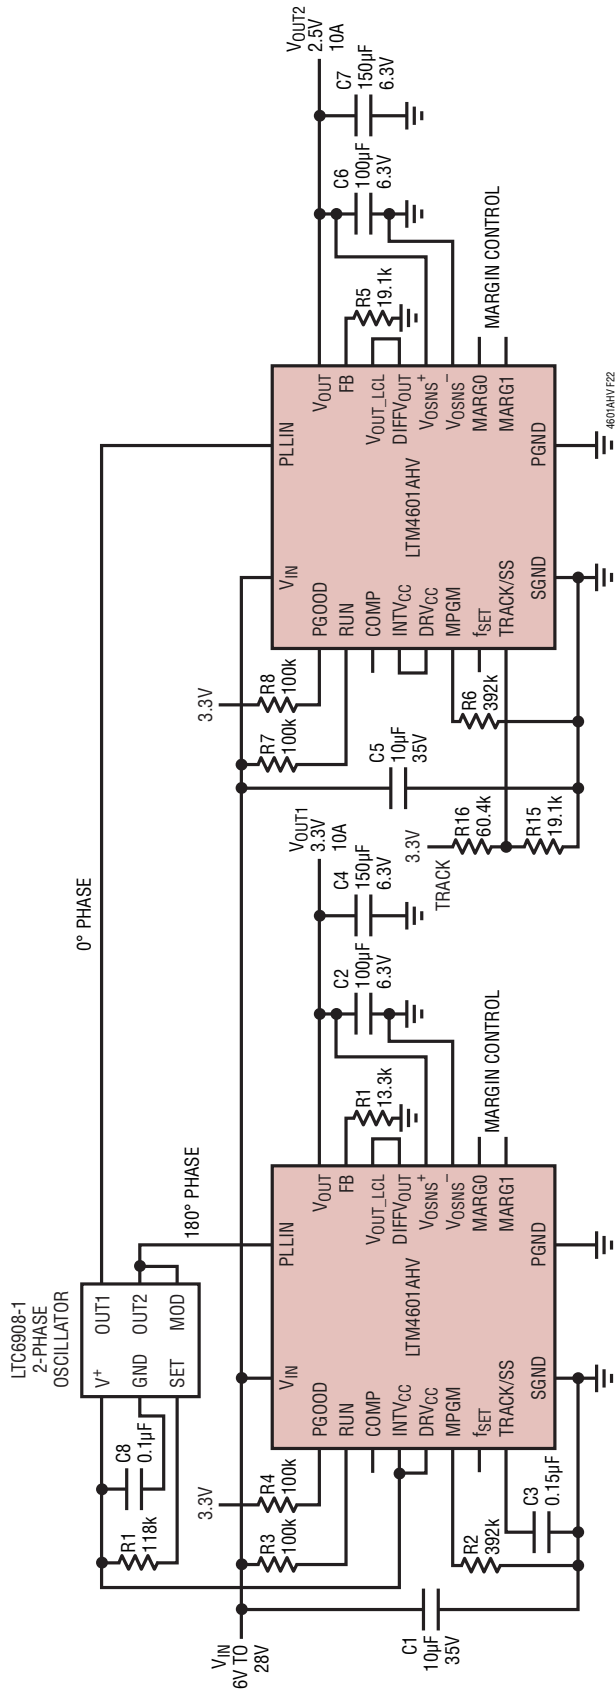 LTC6908-1
2-PHASE
OSCILLATOR
V+
OUT1
GND
OUT2
SET
MOD
C8
0.1µF
R1
118k
0° PHASE
180° PHASE
VIN
6V TO
28V
C1
10µF
35V
3.3V
R4
100k
R3
100k
R2
392k
C3
0.15µF
VIN
PLLIN
PGOOD
RUN
COMP
INTVCC
DRVCC
MPGM
fSET
TRACK/SS
SGND
PGND
LTM4601AHV
VOUT
FB
VOUT_LCL
DIFFVOUT
VOSNS+
VOSNS–
MARG0
MARG1
MARGIN CONTROL
R1
13.3k
C2
100µF
6.3V
C4
150µF
6.3V
VOUT1
3.3V
10A
3.3V
TRACK
R16
60.4k
R15
19.1k
C5
10µF
35V
3.3V
R8
100k
R7
100k
R6
392k
VIN
PLLIN
PGOOD
RUN
COMP
INTVCC
DRVCC
MPGM
fSET
TRACK/SS
SGND
PGND
LTM4601AHV
VOUT
FB
VOUT_LCL
DIFFVOUT
VOSNS+
VOSNS–
MARG0
MARG1
MARGIN CONTROL
R5
19.1k
C6
100µF
6.3V
C7
150µF
6.3V
VOUT2
2.5V
10A
4601AHV F22